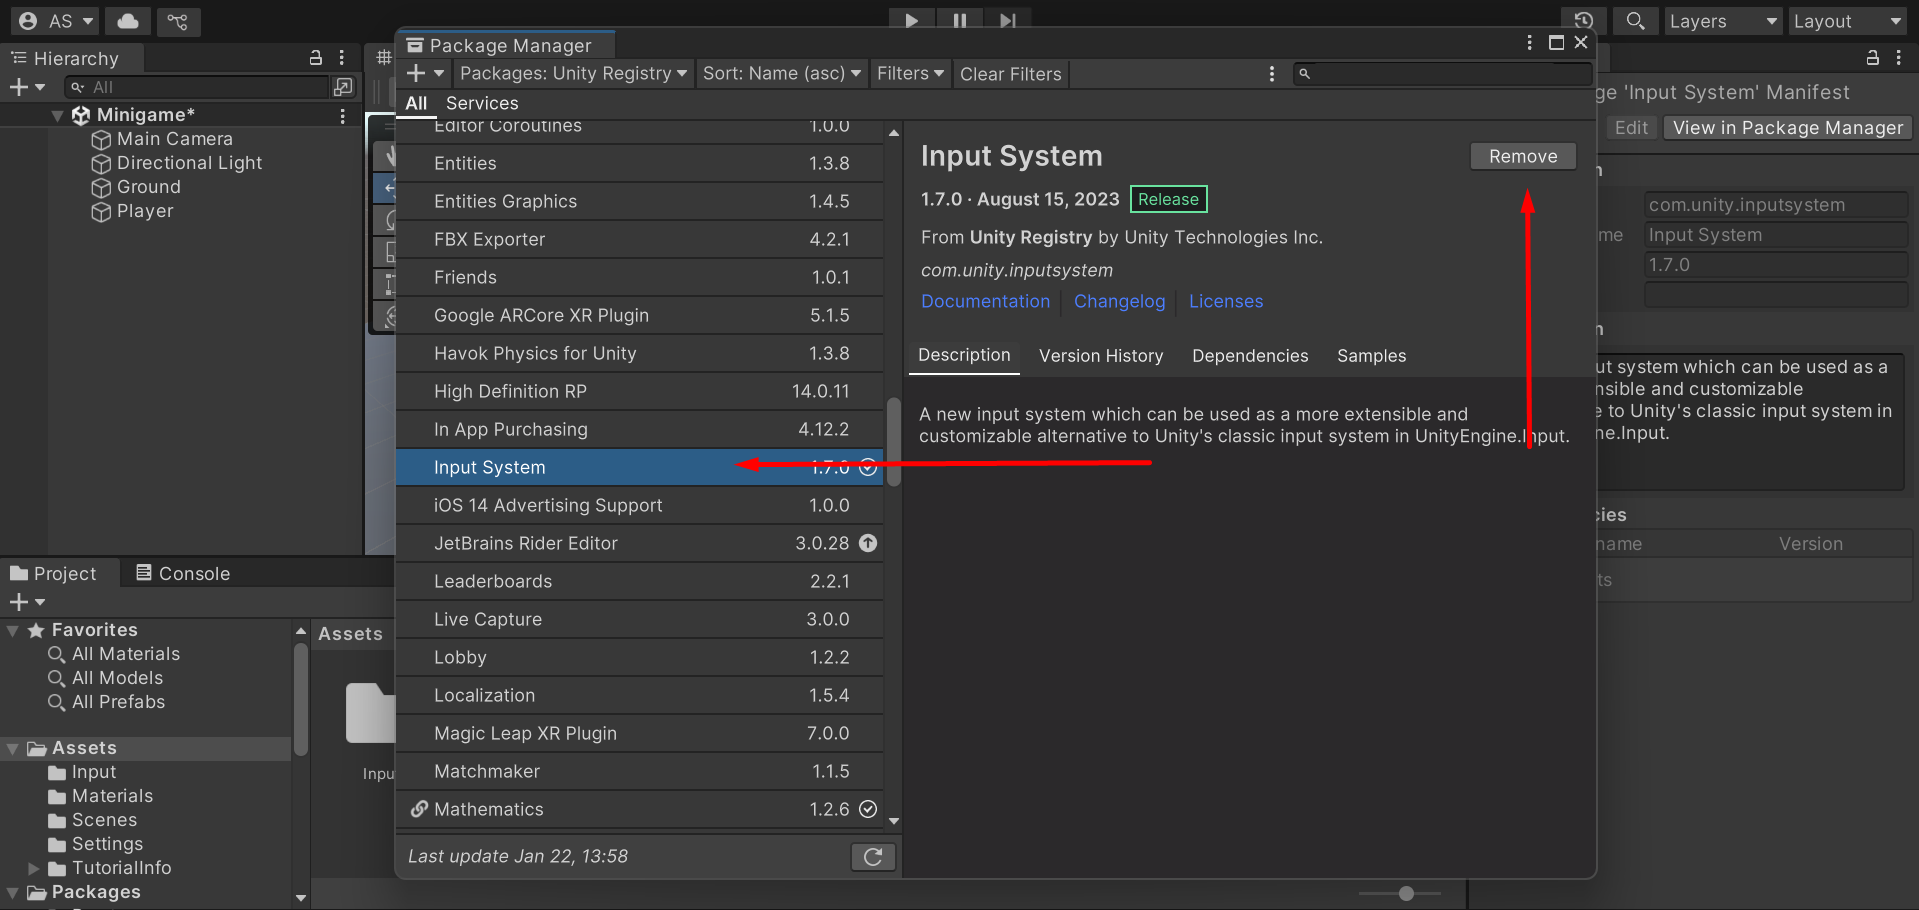 AS
Layers
Layout
Hierarchy
All
Minigame*
Main Camera
Directional Light
Ground
Player
Package Manager
Packages: Unity Registry
Sort: Name (asc)
Filters
Clear Filters
All
Services
Editor Coroutines 1.0.0
Entities 1.3.8
Entities Graphics 1.4.5
FBX Exporter 4.2.1
Friends 1.0.1
Google ARCore XR Plugin 5.1.5
Havok Physics for Unity 1.3.8
High Definition RP 14.0.11
In App Purchasing 4.12.2
Input System 1.7.0
iOS 14 Advertising Support 1.0.0
JetBrains Rider Editor 3.0.28
Leaderboards 2.2.1
Live Capture 3.0.0
Lobby 1.2.2
Localization 1.5.4
Magic Leap XR Plugin 7.0.0
Matchmaker 1.1.5
Mathematics 1.2.6
Last update Jan 22, 13:58
Input System
Remove
1.7.0 · August 15, 2023 Release
From Unity Registry by Unity Technologies Inc.
com.unity.inputsystem
Documentation
Changelog
Licenses
Description
Version History
Dependencies
Samples
A new input system which can be used as a more extensible and
customizable alternative to Unity's classic input system in UnityEngine.Input.
ge 'Input System' Manifest
Edit
View in Package Manager
n
com.unity.inputsystem
me Input System
1.7.0
n
ut system which can be used as a
nsible and customizable
e to Unity's classic input system in
ne.Input.
cies
name Version
ts
Project
Console
Favorites
All Materials
All Models
All Prefabs
Assets
Input
Materials
Scenes
Settings
TutorialInfo
Packages
Assets
Inpu